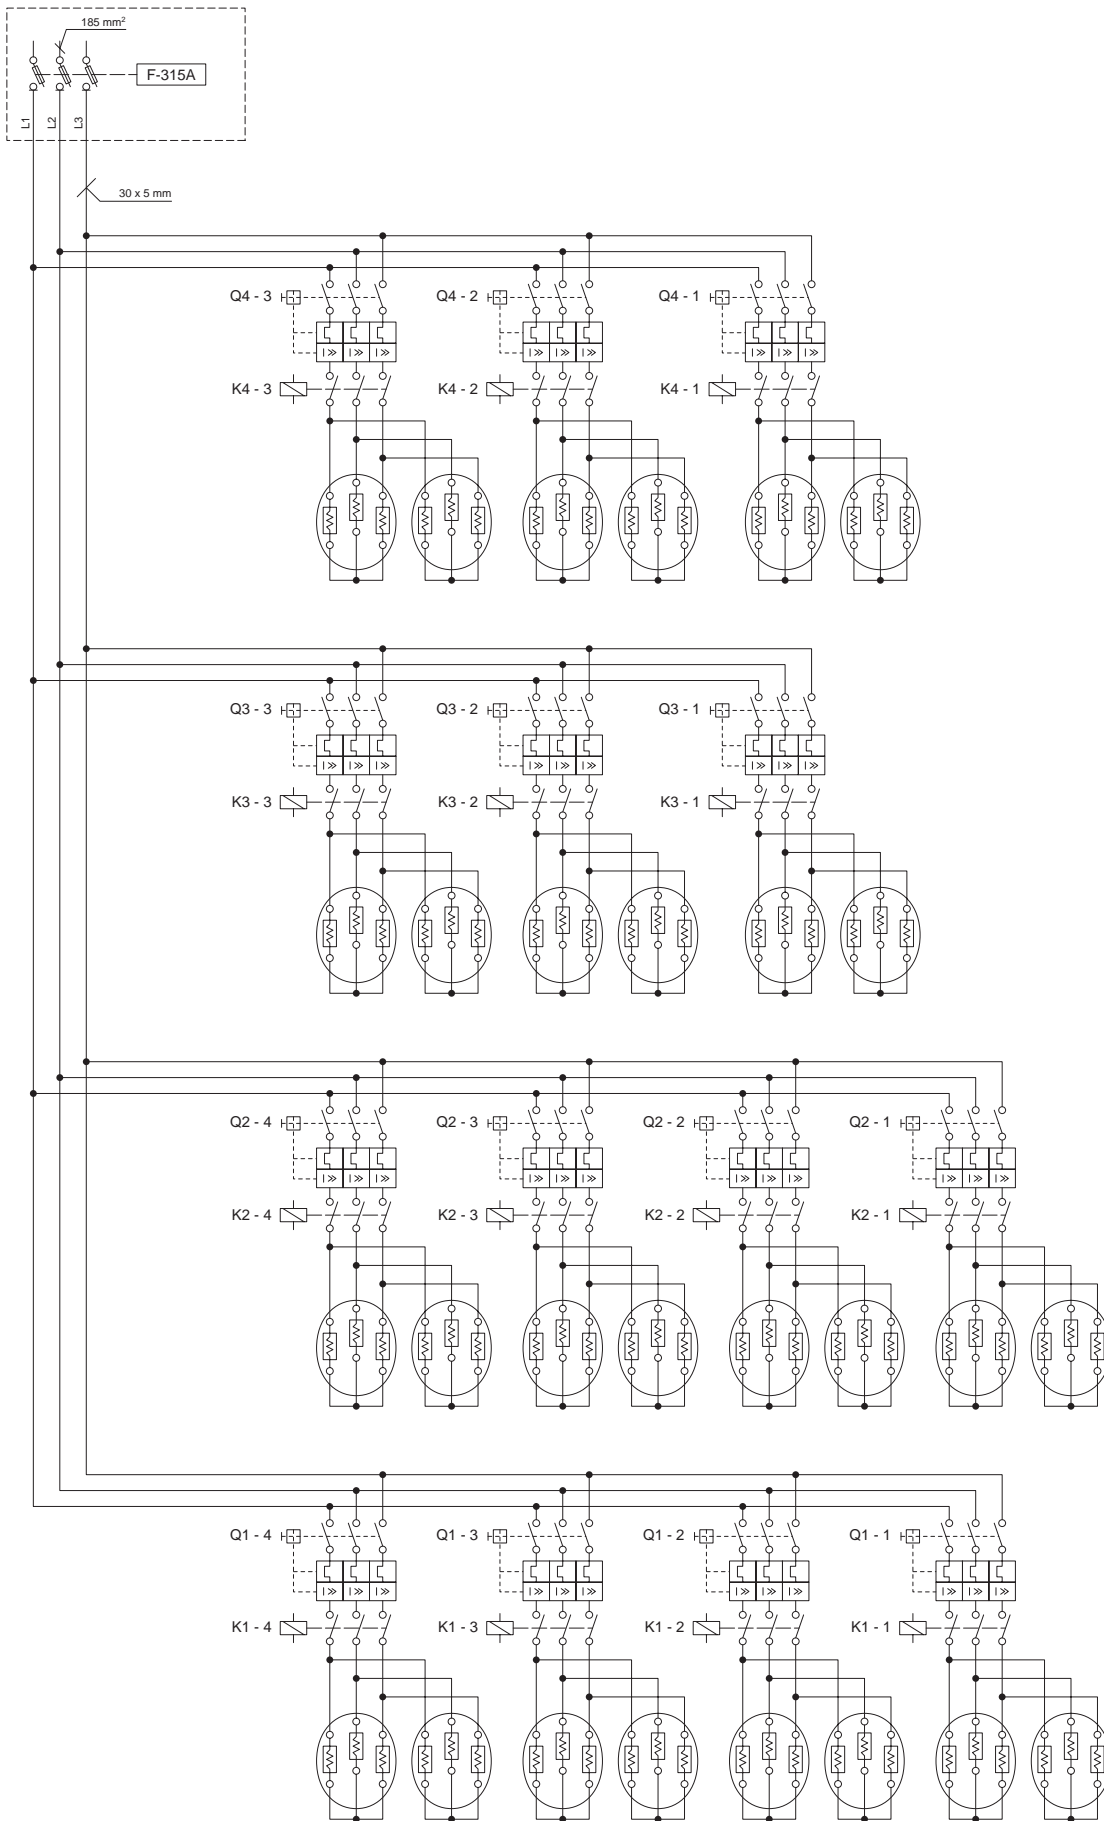 185 mm²
F-315A
L1 L2 L3
30 x 5 mm
Q4 - 3 Q4 - 2 Q4 - 1
I≫ I≫ I≫ I≫ I≫ I≫ I≫ I≫ I≫
K4 - 3 K4 - 2 K4 - 1
Q3 - 3 Q3 - 2 Q3 - 1
I≫ I≫ I≫ I≫ I≫ I≫ I≫ I≫ I≫
K3 - 3 K3 - 2 K3 - 1
Q2 - 4 Q2 - 3 Q2 - 2 Q2 - 1
I≫ I≫ I≫ I≫ I≫ I≫ I≫ I≫ I≫ I≫ I≫ I≫
K2 - 4 K2 - 3 K2 - 2 K2 - 1
Q1 - 4 Q1 - 3 Q1 - 2 Q1 - 1
I≫ I≫ I≫ I≫ I≫ I≫ I≫ I≫ I≫ I≫ I≫ I≫
K1 - 4 K1 - 3 K1 - 2 K1 - 1